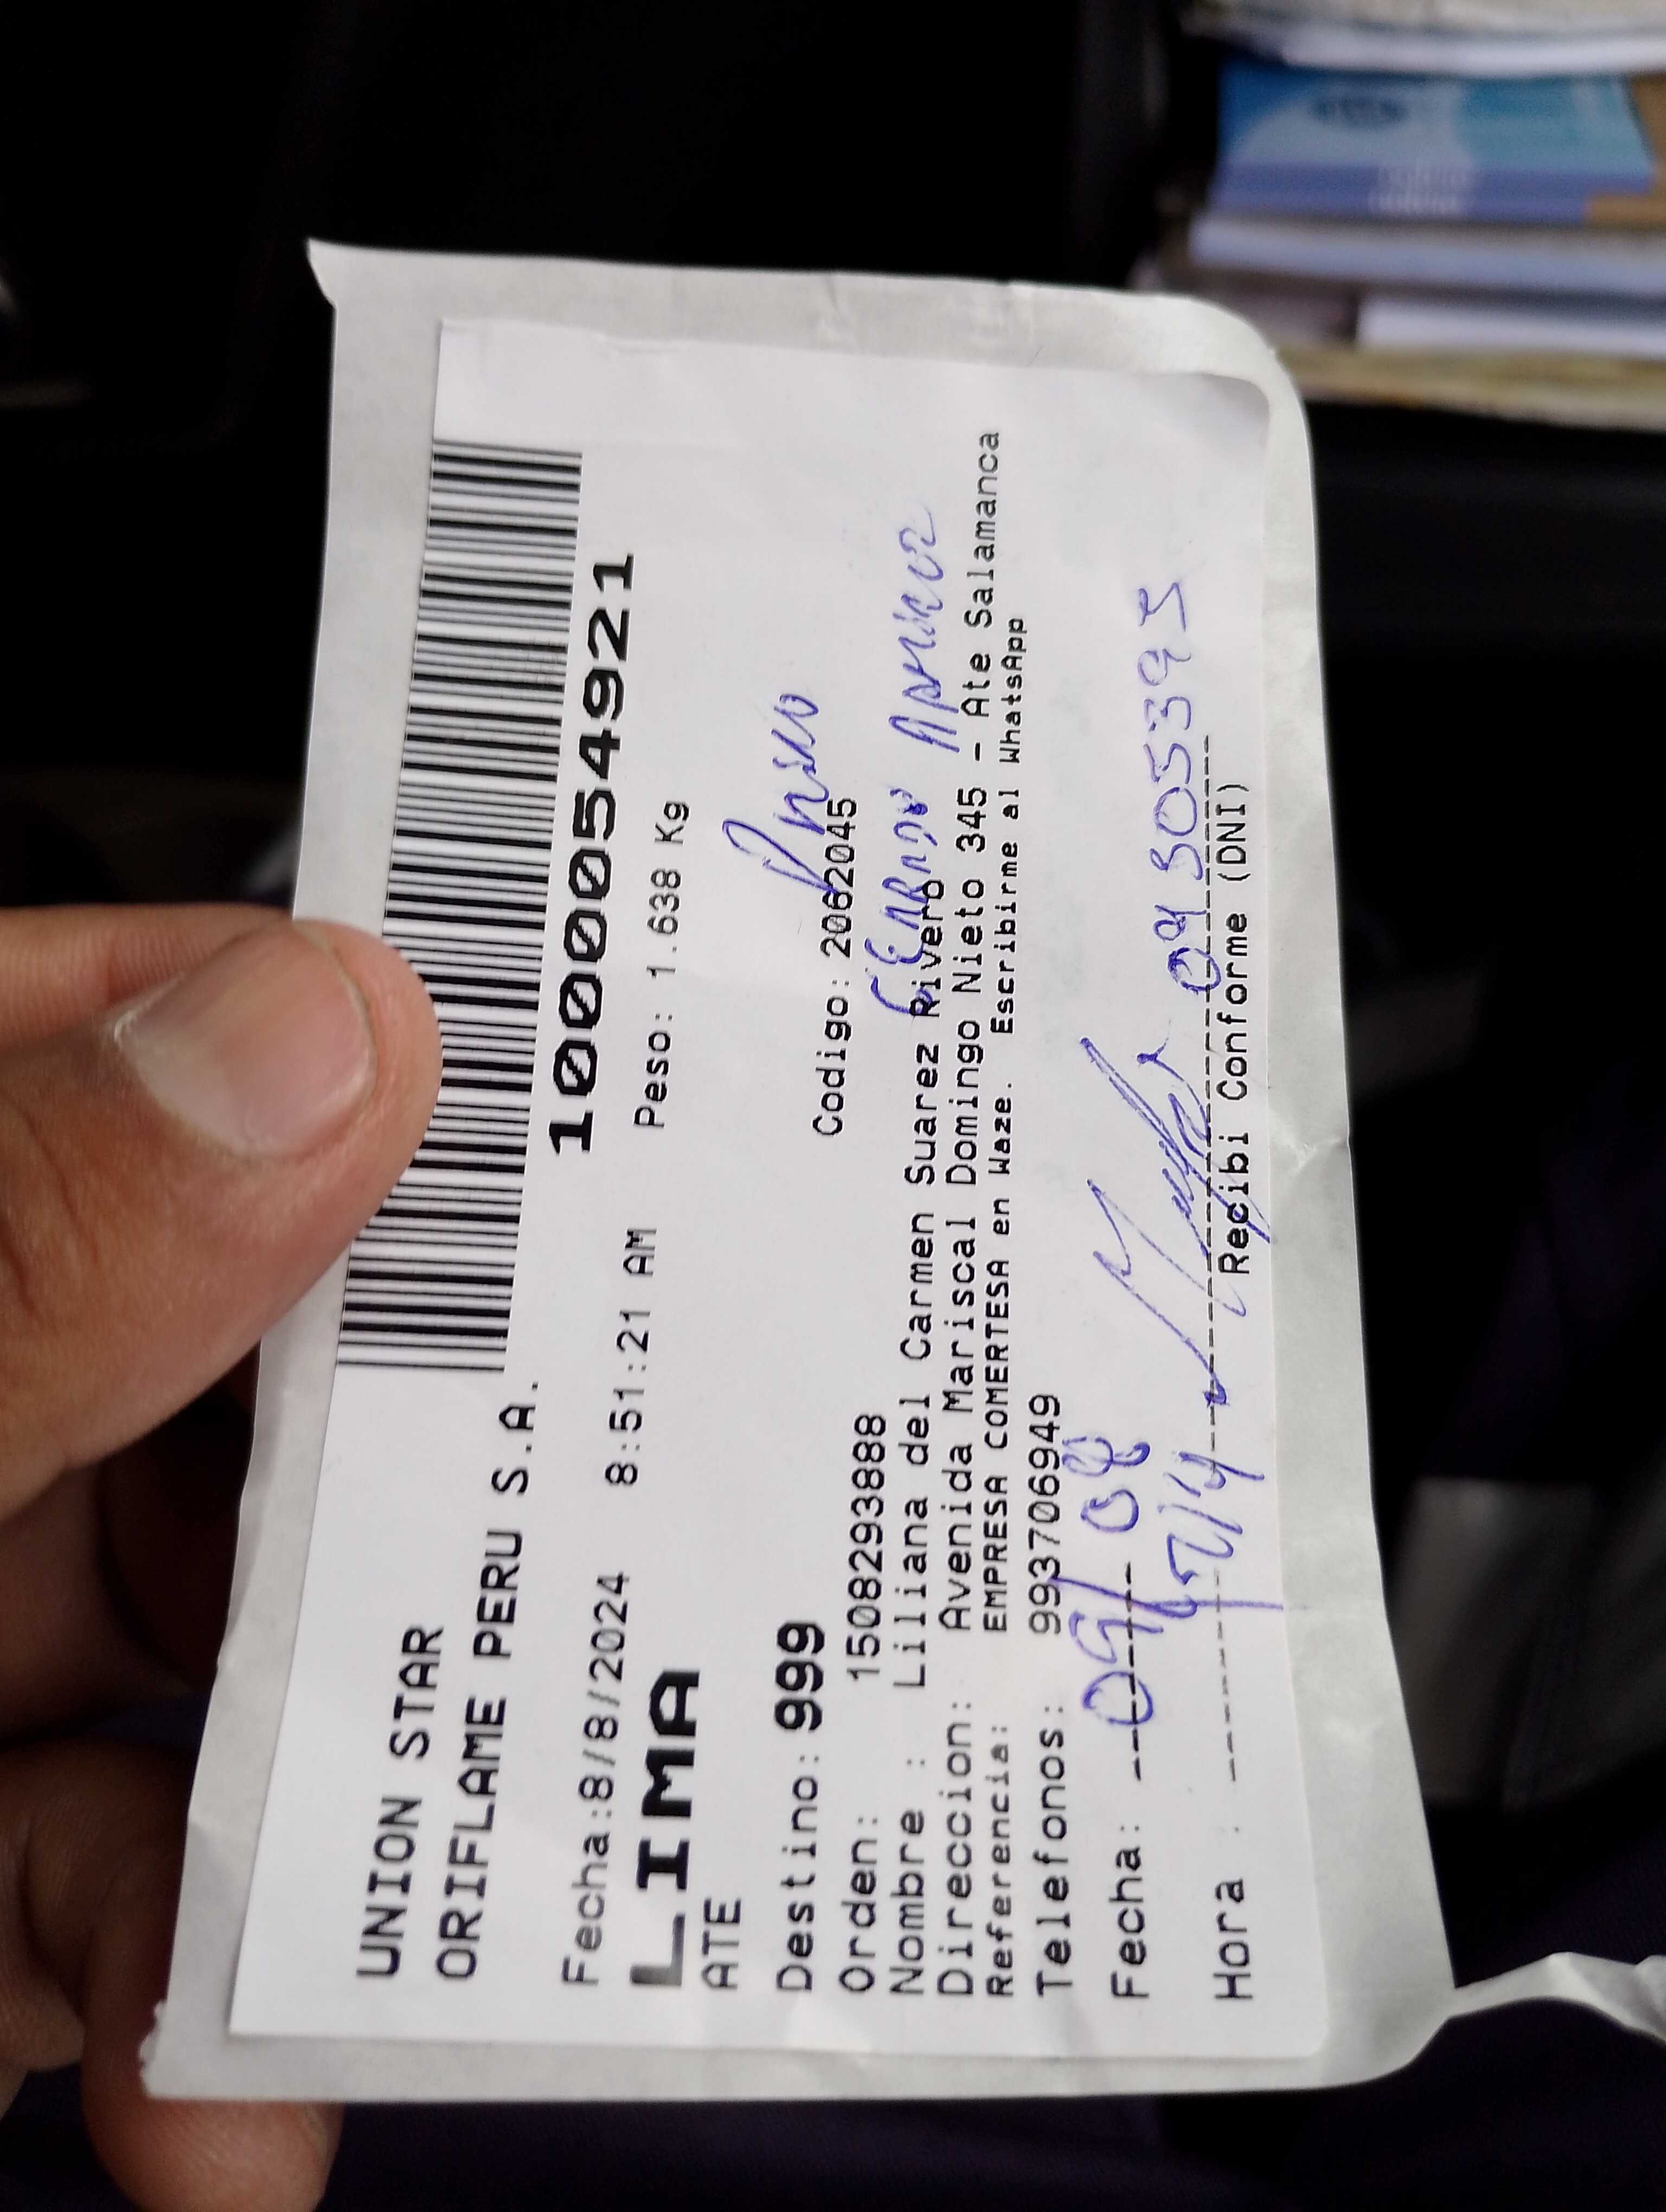 UNION STAR
ORIFLAME PERU S.A.
1000054921
Fecha:8/8/2024 8:51:21 AM Peso: 1.638 Kg
LIMA
ATE
Destino: 999
Codigo: 2062045
Orden: 1508293888
Nombre : Liliana del Carmen Suarez Rivero
Direccion: Avenida Mariscal Domingo Nieto 345 - Ate Salamanca
Referencia: EMPRESA COMERTESA en Waze. Escribirme al WhatsApp
Telefonos: 993706949
Fecha: 09/08
Hora :
Recibi Conforme (DNI)